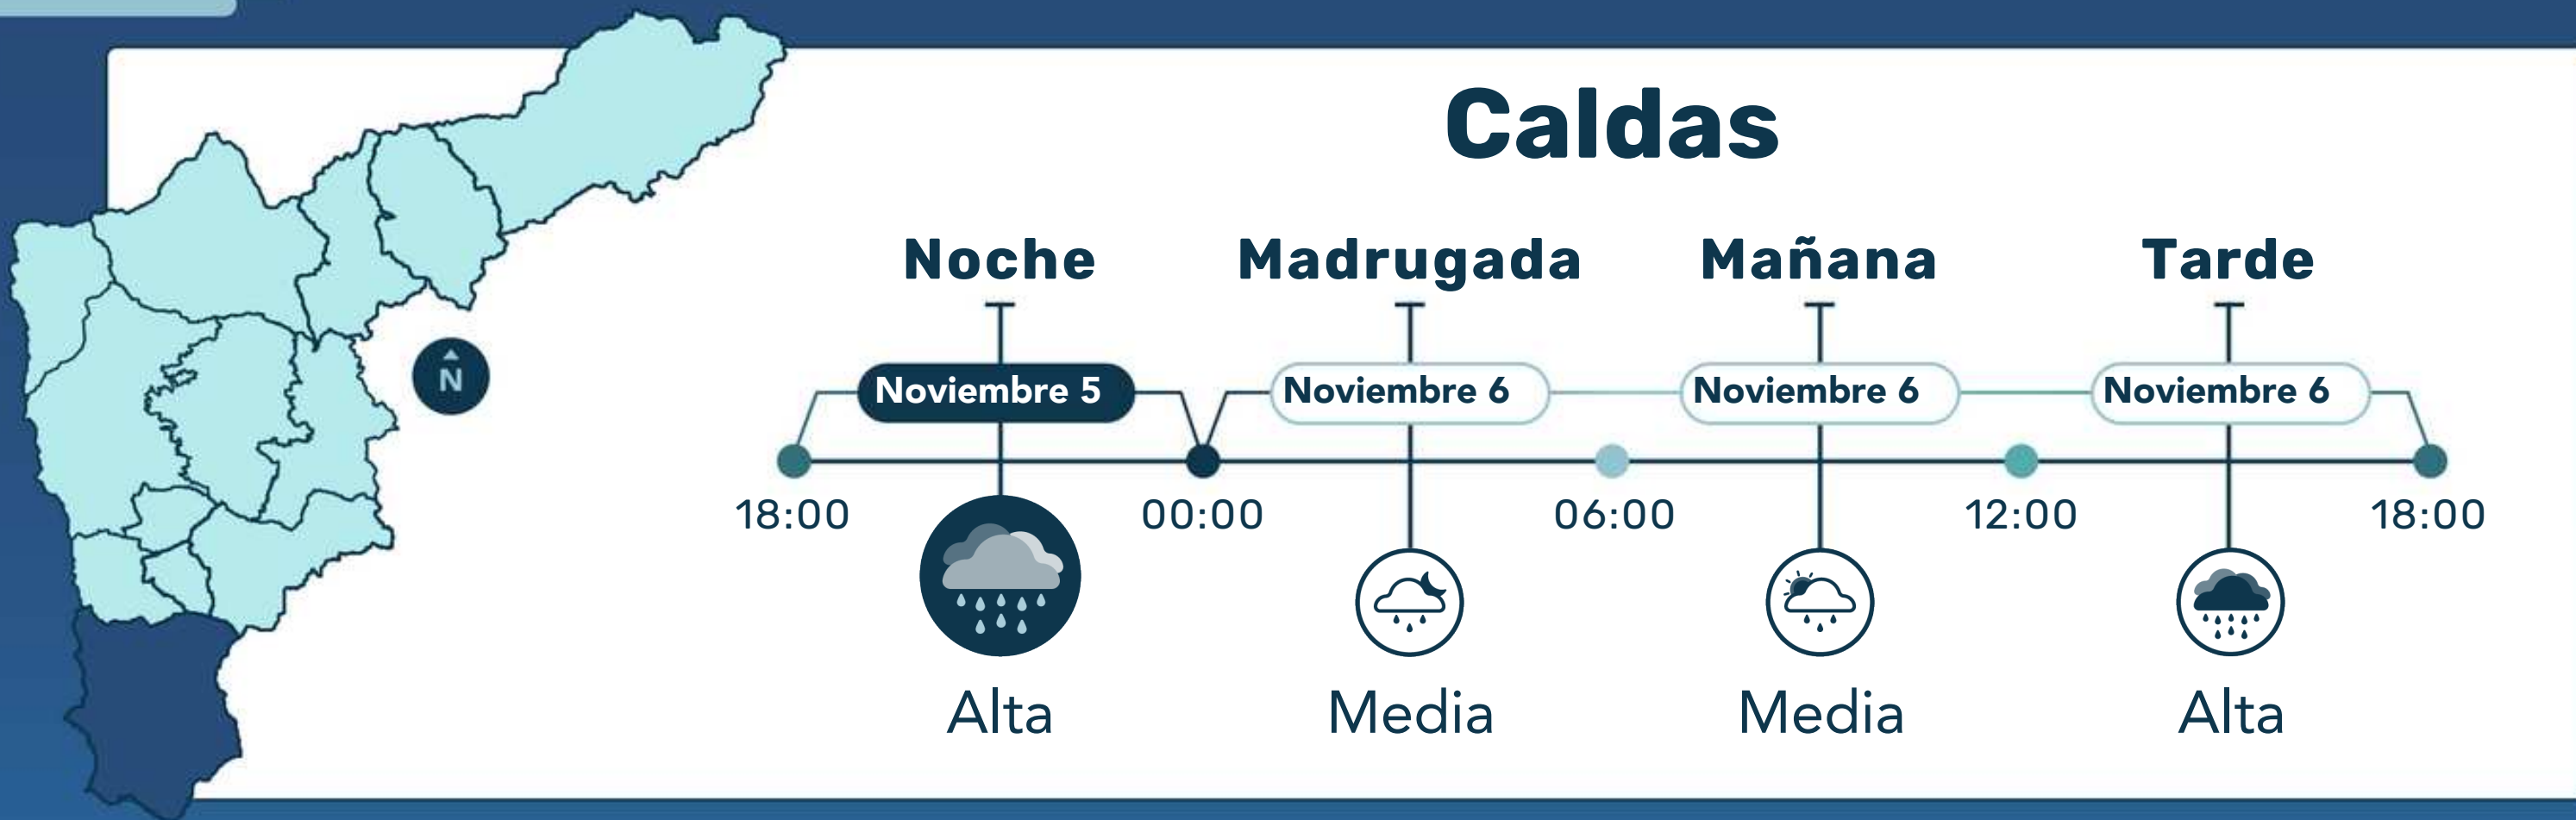 Caldas
Noche Madrugada Mañana Tarde
N
Noviembre 5 Noviembre 6 Noviembre 6 Noviembre 6
18:00 00:00 06:00 12:00 18:00
Alta Media Media Alta